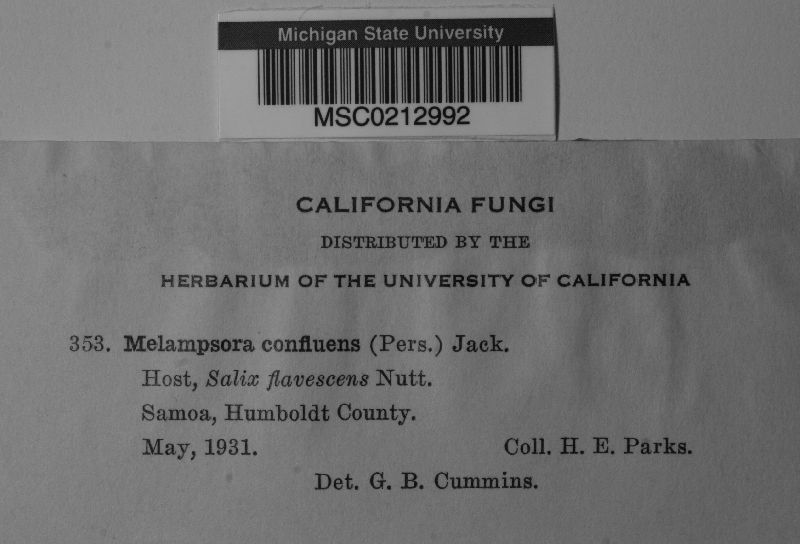 Michigan State University
MSC0212992
CALIFORNIA FUNGI
DISTRIBUTED BY THE
HERBARIUM OF THE UNIVERSITY OF CALIFORNIA
353. Melampsora confluens (Pers.) Jack.
Host, Salix flavescens Nutt.
Samoa, Humboldt County.
May, 1931. Coll. H. E. Parks.
Det. G. B. Cummins.